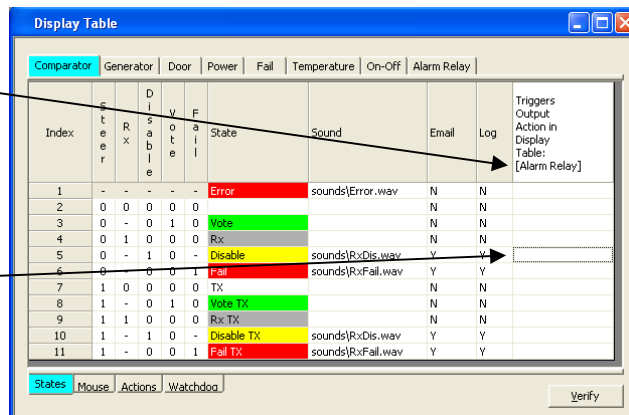 Display Table
Comparator Generator Door Power Fail Temperature On-Off Alarm Relay
Index Steer Rx Disable Vote Fail State Sound Email Log Triggers Output Action in Display Table: [Alarm Relay]
1 - - - - - Error sounds\Error.wav N N
2 0 0 0 0 0 N N
3 0 - 0 1 0 Vote N N
4 0 1 0 0 0 Rx N N
5 0 - 1 0 - Disable sounds\RxDis.wav Y Y
6 0 - 0 0 1 Fail sounds\RxFail.wav Y Y
7 1 0 0 0 0 TX N N
8 1 - 0 1 0 Vote TX N N
9 1 1 0 0 0 Rx TX N N
10 1 - 1 0 - Disable TX sounds\RxDis.wav Y Y
11 1 - 0 0 1 Fail TX sounds\RxFail.wav Y Y
States Mouse Actions Watchdog
Verify